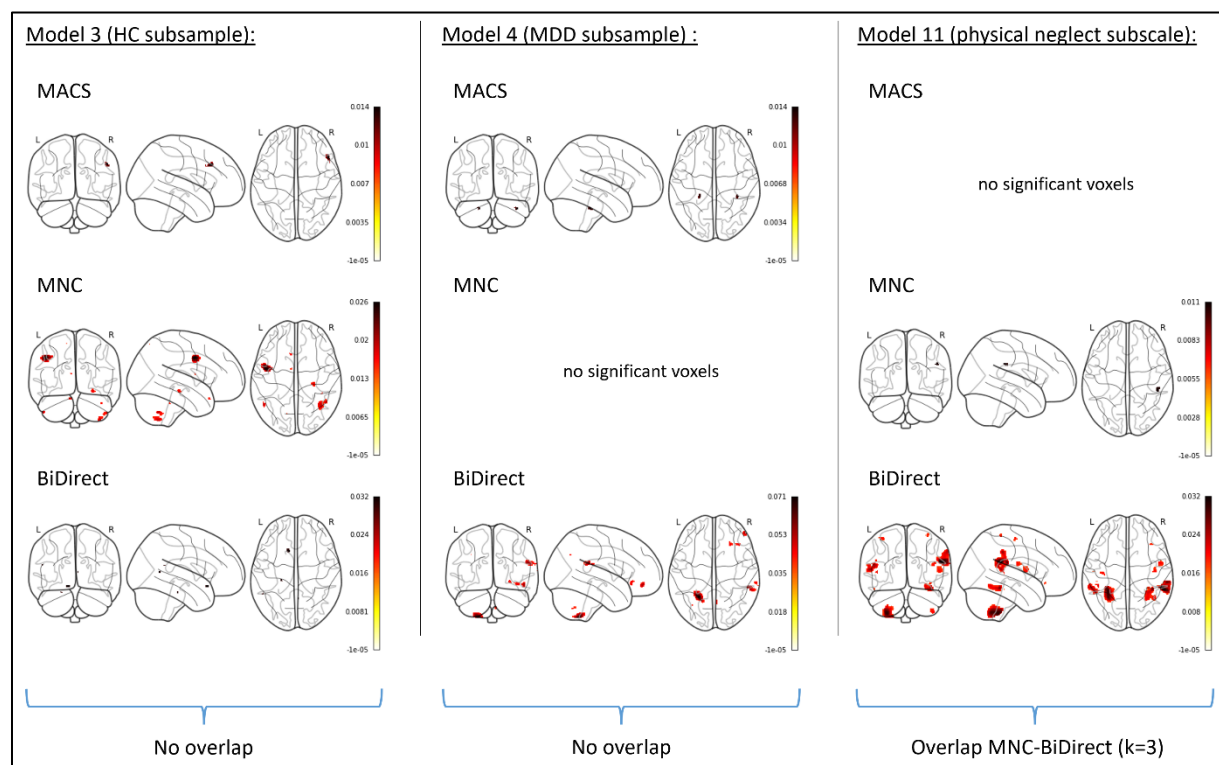 Model 3 (HC subsample):
MACS
L
R
0.014
0.01
0.007
0.0035
-1e-05
MNC
L
R
0.026
0.02
0.013
0.0065
-1e-05
BiDirect
L
R
0.032
0.024
0.016
0.0081
-1e-05
No overlap
Model 4 (MDD subsample) :
MACS
L
R
0.014
0.01
0.0068
0.0034
-1e-05
MNC
no significant voxels
BiDirect
L
R
0.071
0.053
0.035
0.018
-1e-05
No overlap
Model 11 (physical neglect subscale):
MACS
no significant voxels
MNC
L
R
0.011
0.0083
0.0055
0.0028
-1e-05
BiDirect
L
R
0.032
0.024
0.016
0.008
-1e-05
Overlap MNC-BiDirect (k=3)